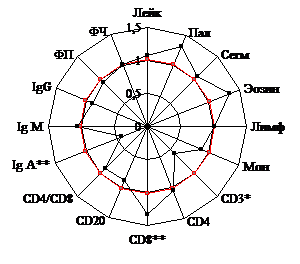 Лейк
Пал
Сегм
Эозин
Лимф
Мон
CD3*
CD4
CD8**
CD20
CD4/CD8
Ig A**
Ig M
IgG
ФП
ФЧ
1,5
1
0,5
0